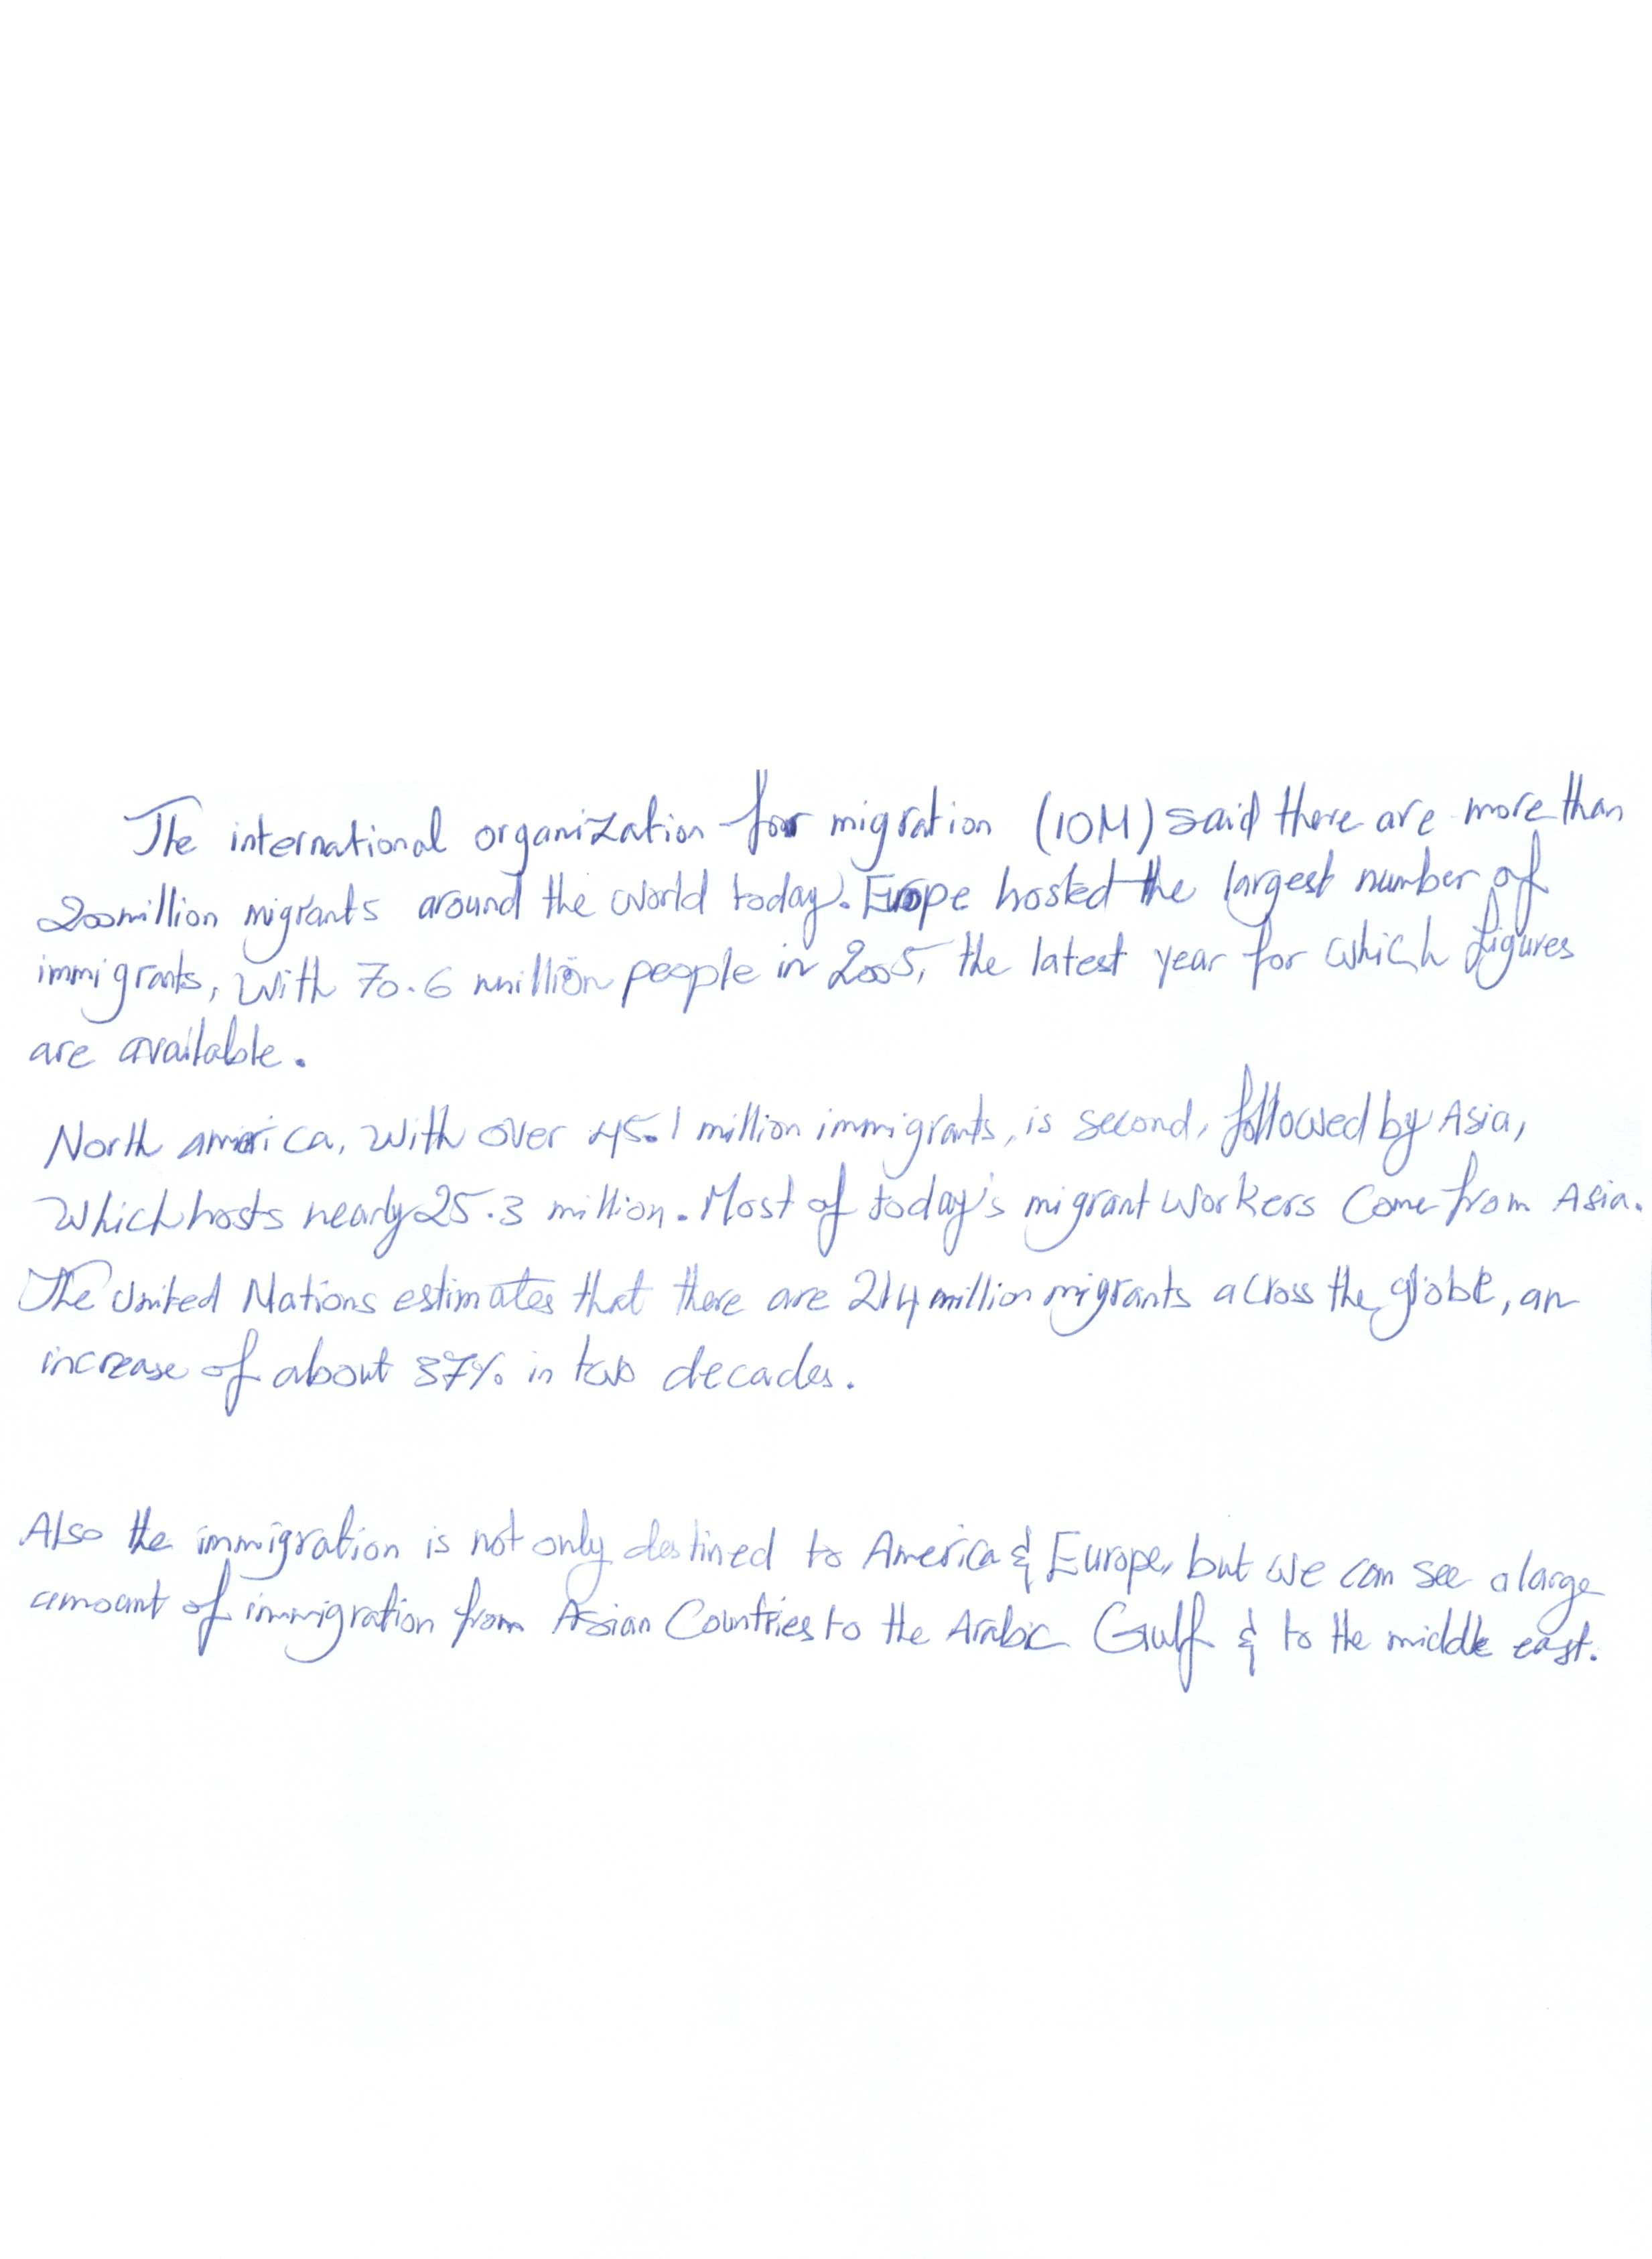 The international organization for migration (IOM) said there are more than
200 million migrants around the world today. Europe hosted the largest number of
immigrants, with 70.6 million people in 2005, the latest year for which figures
are available.
North america, with over 45.1 million immigrants, is second, followed by Asia,
Which hosts nearly 25.3 million. Most of today's migrant workers come from Asia.
The United Nations estimates that there are 214 million migrants across the globe, an
increase of about 37% in two decades.
Also the immigration is not only destined to America & Europe, but we can see a large
amount of immigration from Asian Countries to the Arabic Gulf & to the middle east.